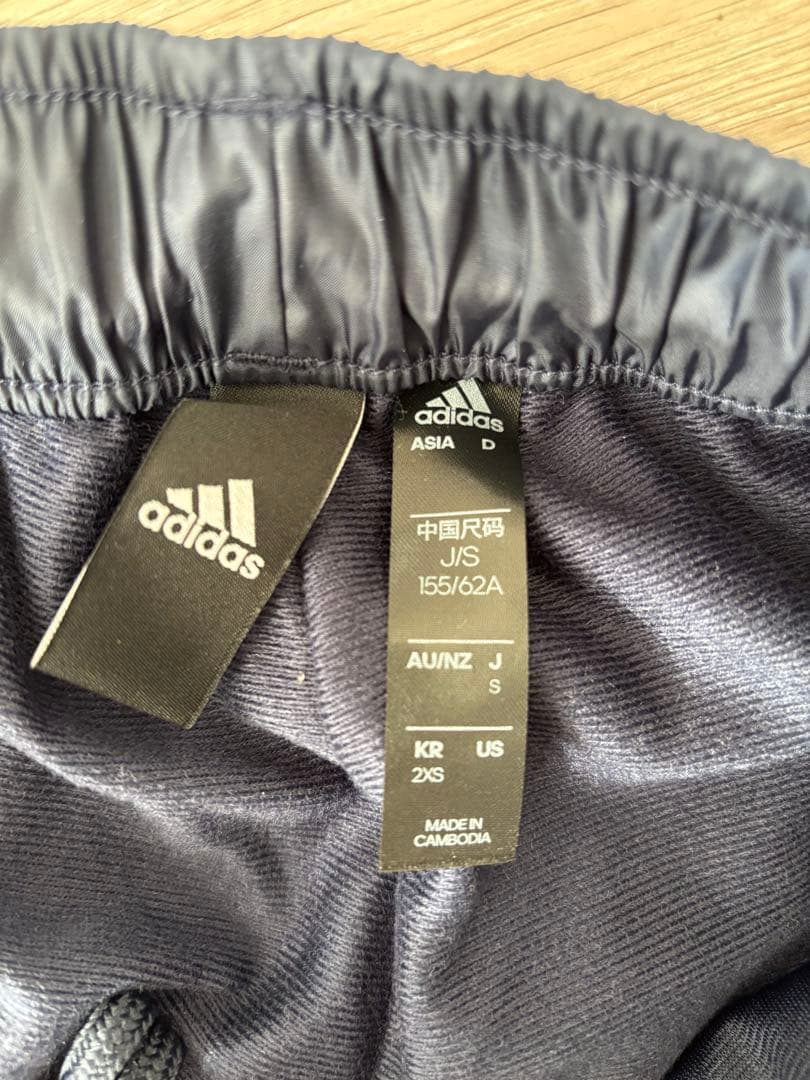 adidas
adidas
ASIA D
中国尺码
J/S
155/62A
AU/NZ J
S
KR US
2XS
MADE IN
CAMBODIA